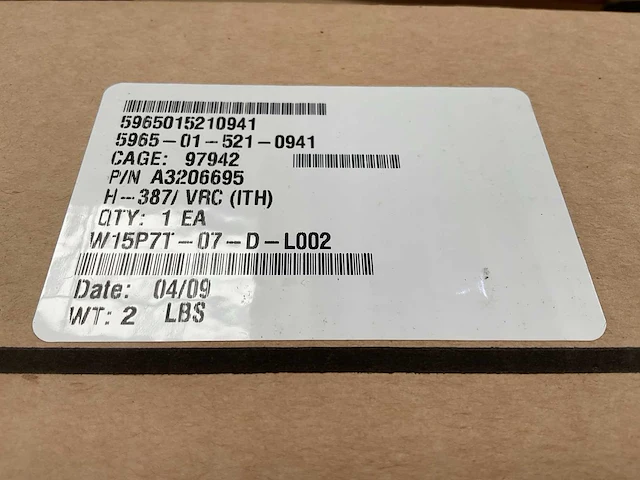 5965015210941
5965-01-521-0941
CAGE: 97942
P/N A3206695
H-387/ VRC (ITH)
QTY: 1 EA
W15P7T-07-D-L002
Date: 04/09
WT: 2 LBS